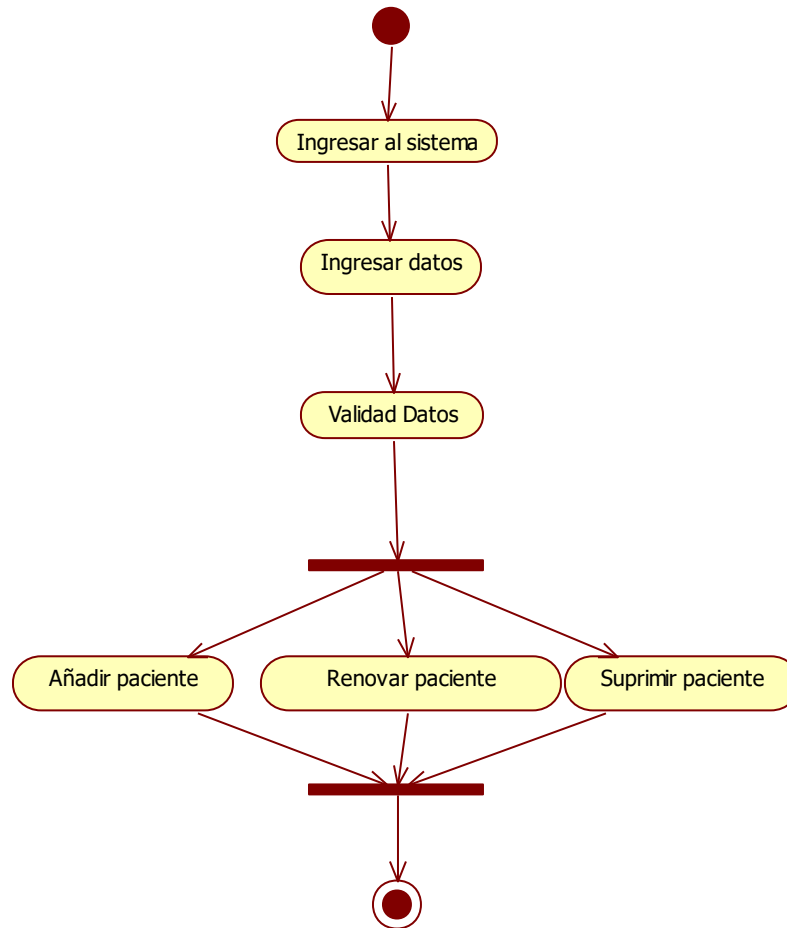 Ingresar al sistema
Ingresar datos
Validad Datos
Añadir paciente
Renovar paciente
Suprimir paciente